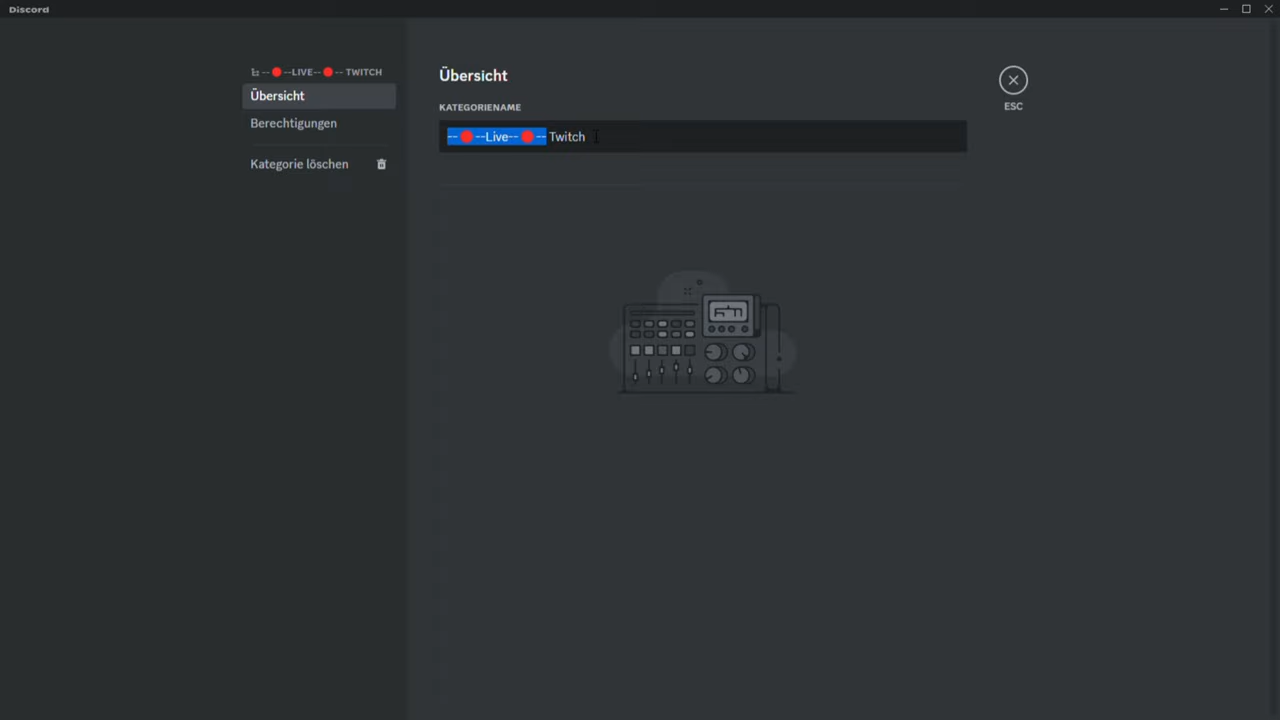 Discord
--🔴--LIVE--🔴-- TWITCH
Übersicht
Berechtigungen
Kategorie löschen
Übersicht
KATEGORIENAME
--🔴--Live--🔴-- Twitch
ESC